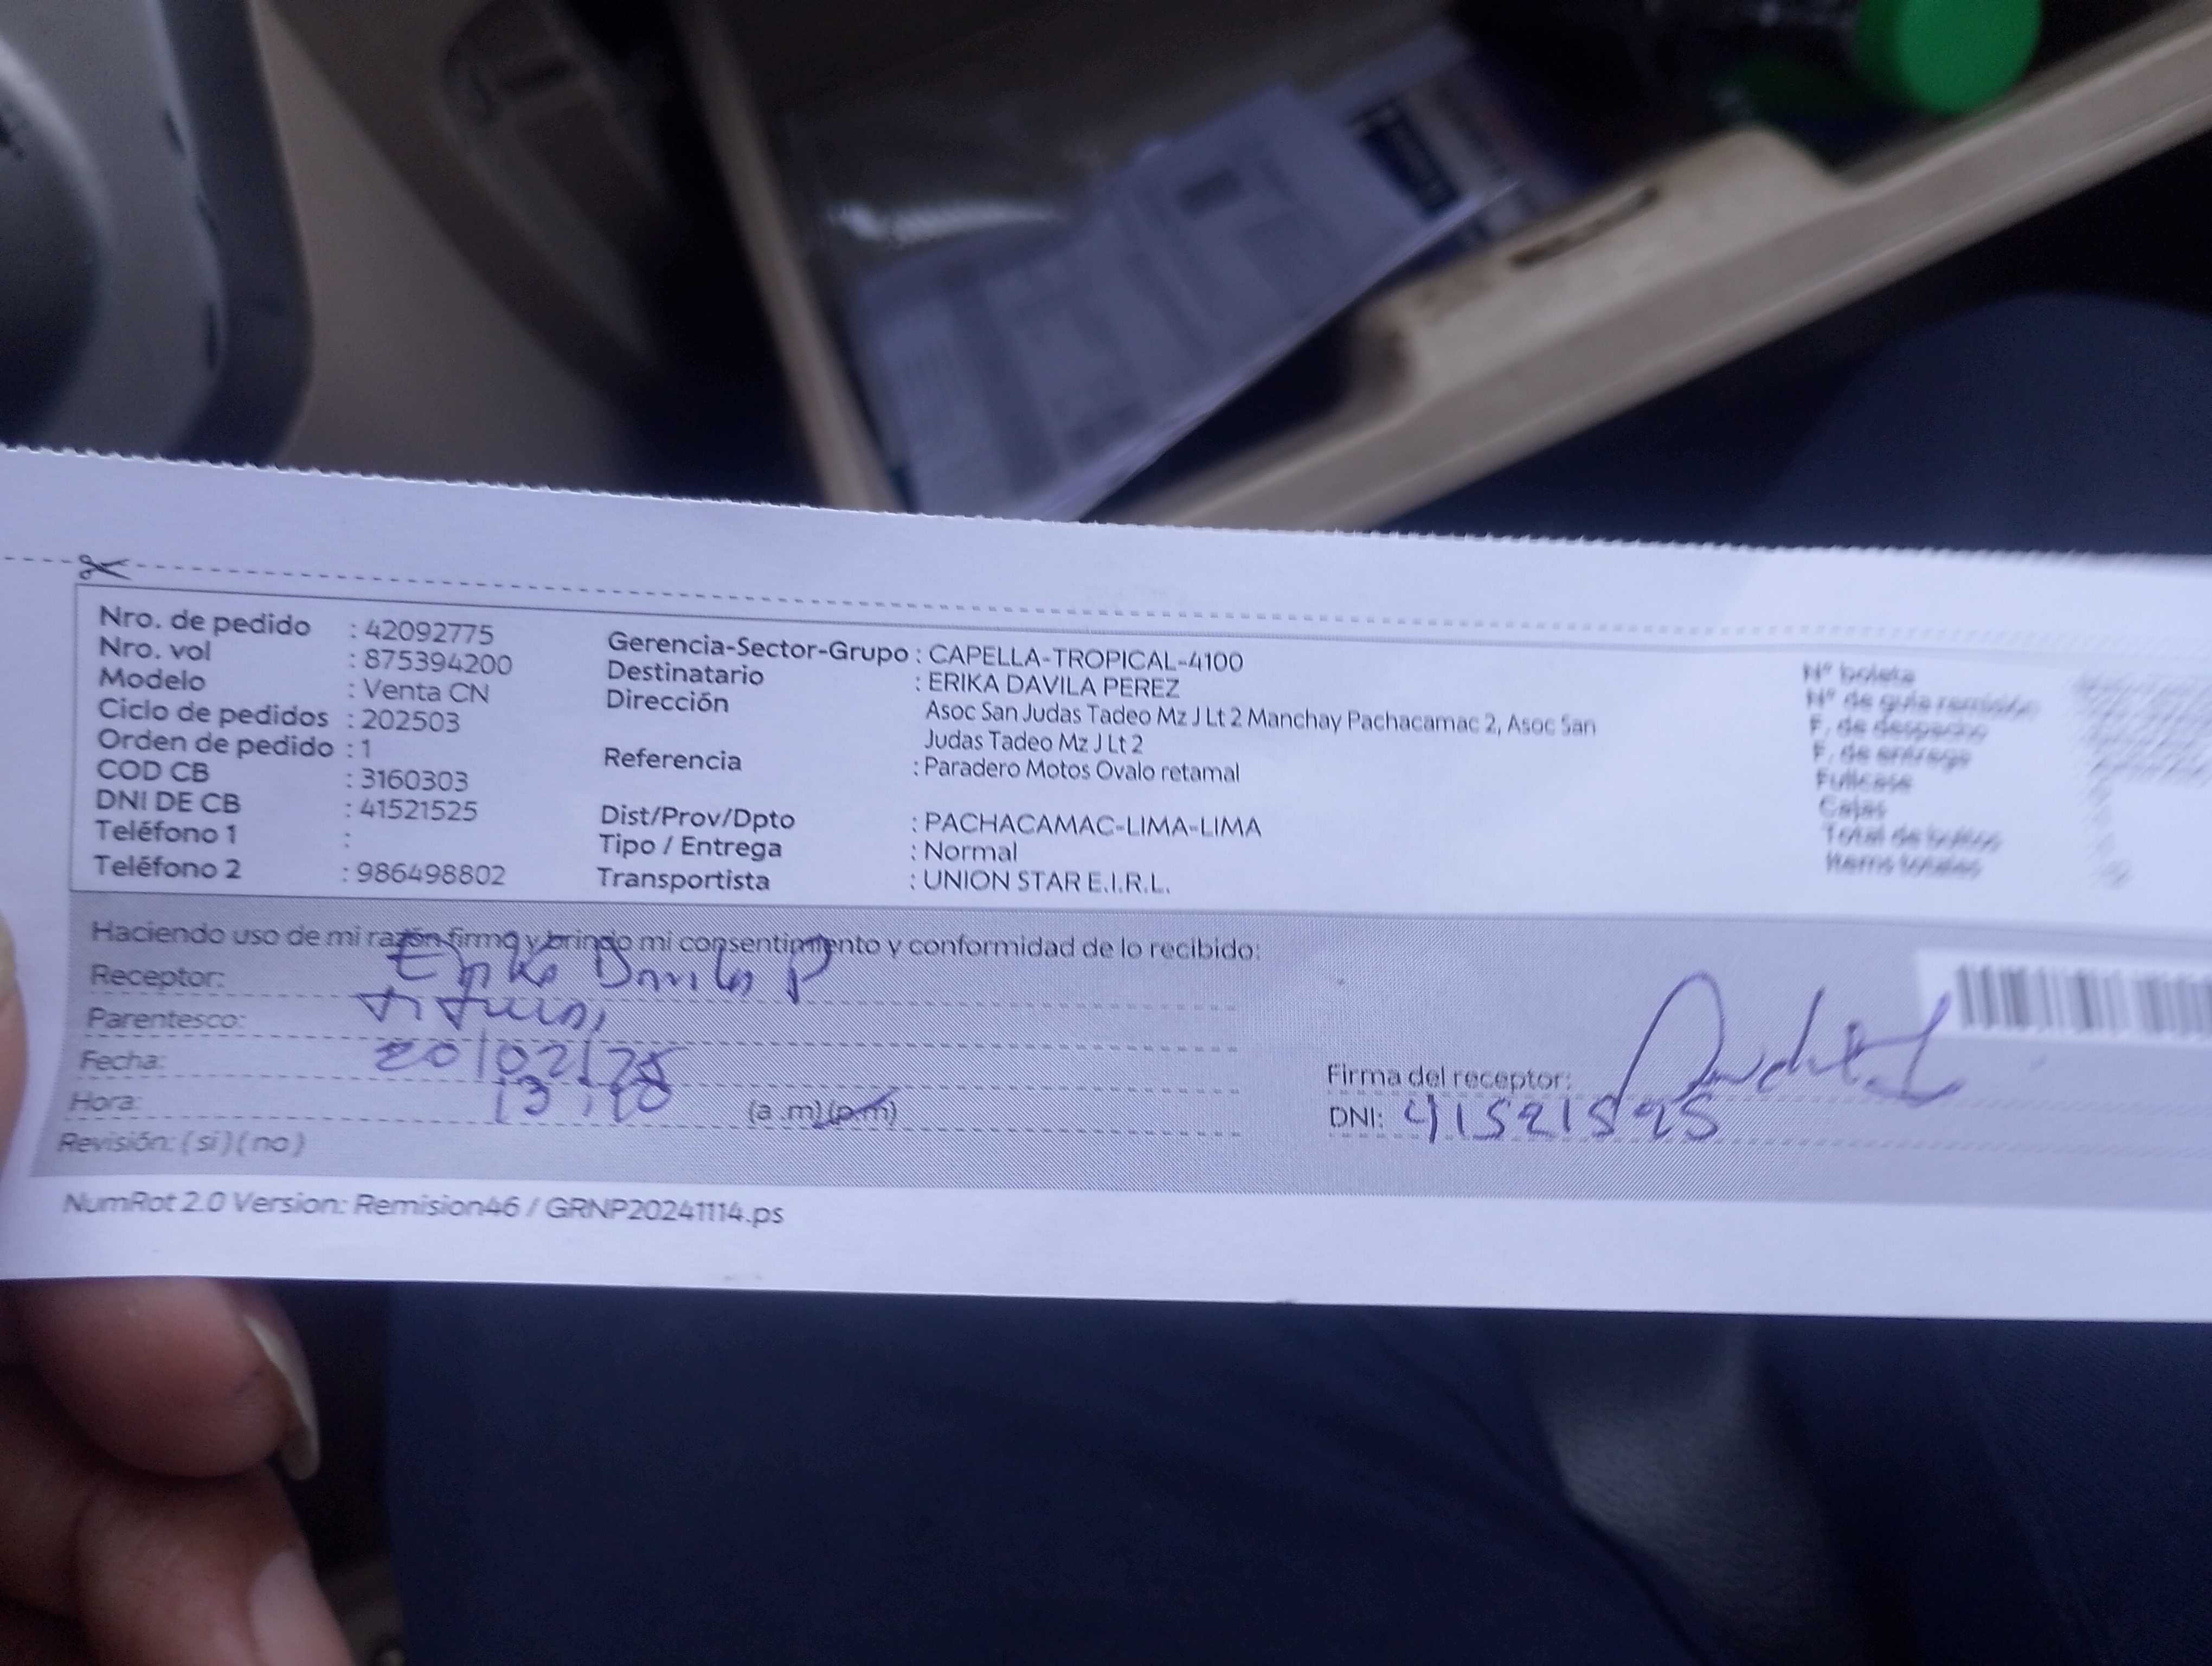 Nro. de pedido : 42092775
Nro. vol : 875394200
Modelo : Venta CN
Ciclo de pedidos : 202503
Orden de pedido : 1
COD CB : 3160303
DNI DE CB : 41521525
Teléfono 1 :
Teléfono 2 : 986498802
Gerencia-Sector-Grupo : CAPELLA-TROPICAL-4100
Destinatario : ERIKA DAVILA PEREZ
Dirección Asoc San Judas Tadeo Mz J Lt 2 Manchay Pachacamac 2, Asoc San
Judas Tadeo Mz J Lt 2
Referencia : Paradero Motos Ovalo retamal
Dist/Prov/Dpto : PACHACAMAC-LIMA-LIMA
Tipo / Entrega : Normal
Transportista : UNION STAR E.I.R.L.
Nº boleta
Nº de guia remisión
F. de despacho
F. de entrega
Fullcase
Cajas
Total de bultos
Items totales
Haciendo uso de mi razón firmo y brindo mi consentimiento y conformidad de lo recibido:
Receptor: Erika Davila P
Parentesco:
Fecha: 20/02/25
Hora: 13: (a .m) (p.m)
Revisión: ( si ) ( no )
Firma del receptor:
DNI: 41521525
NumRot 2.0 Version: Remision46 / GRNP20241114.ps